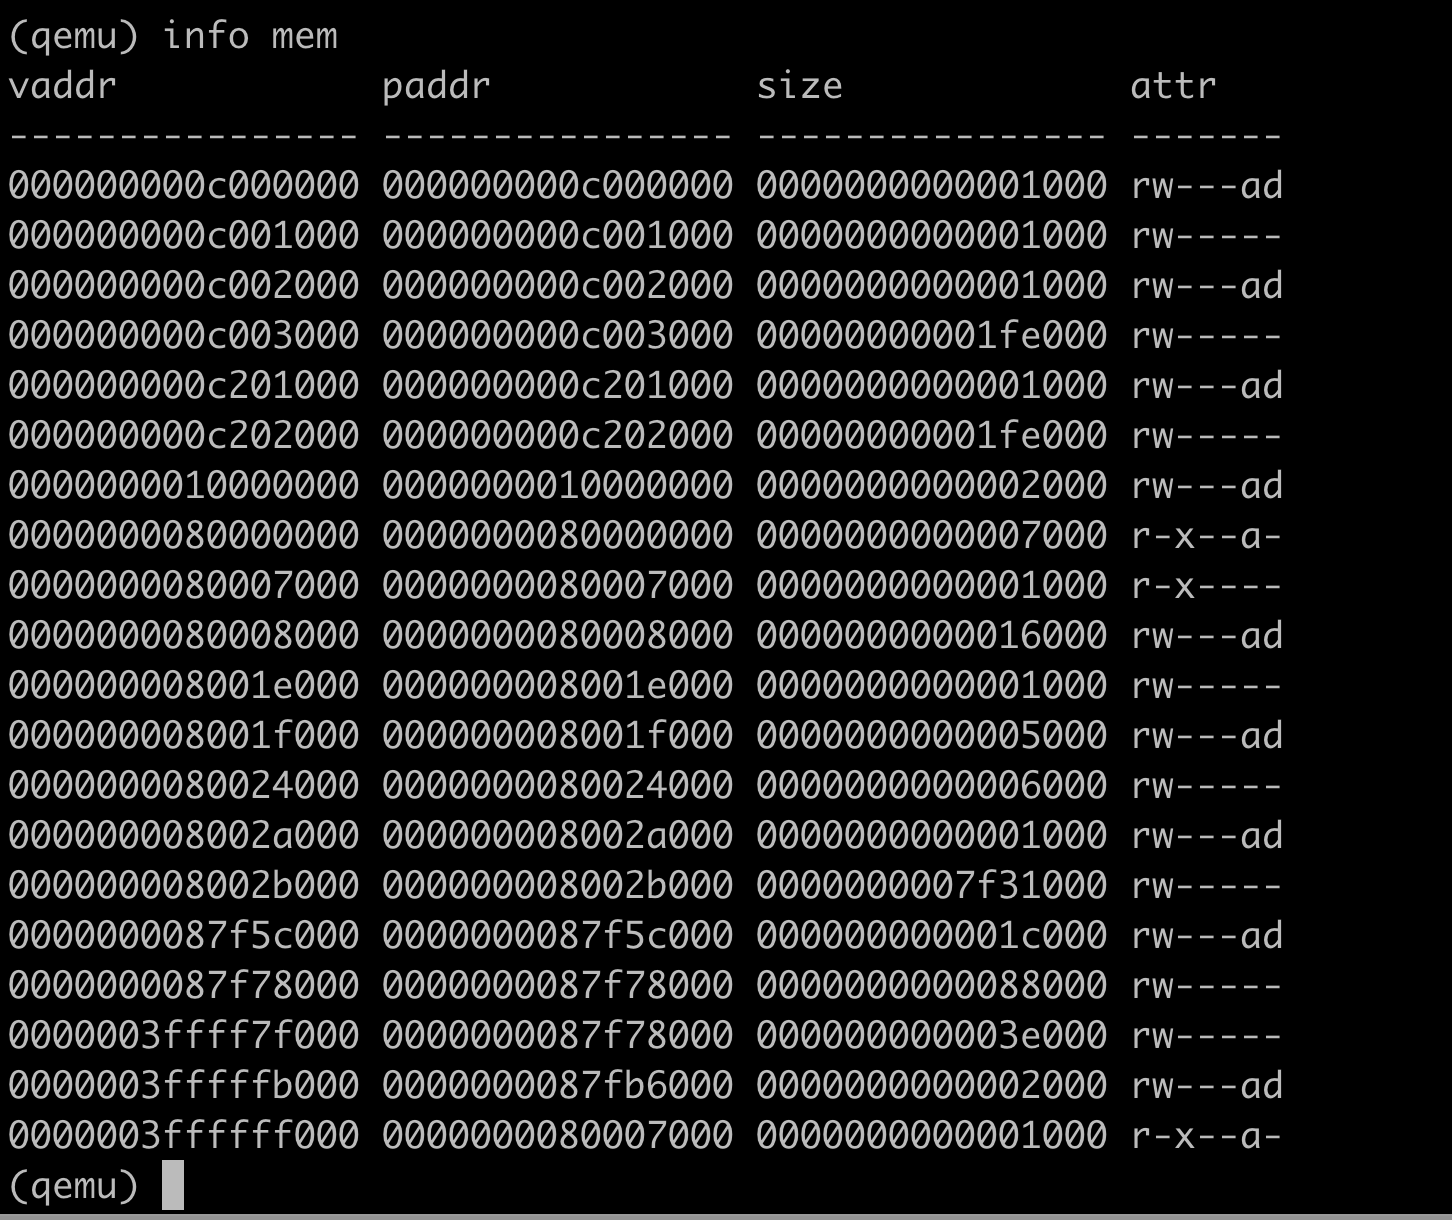 (qemu) info mem
vaddr            paddr            size             attr
---------------- ---------------- ---------------- -------
000000000c000000 000000000c000000 0000000000001000 rw---ad
000000000c001000 000000000c001000 0000000000001000 rw-----
000000000c002000 000000000c002000 0000000000001000 rw---ad
000000000c003000 000000000c003000 00000000001fe000 rw-----
000000000c201000 000000000c201000 0000000000001000 rw---ad
000000000c202000 000000000c202000 00000000001fe000 rw-----
0000000010000000 0000000010000000 0000000000002000 rw---ad
0000000080000000 0000000080000000 0000000000007000 r-x--a-
0000000080007000 0000000080007000 0000000000001000 r-x----
0000000080008000 0000000080008000 0000000000016000 rw---ad
000000008001e000 000000008001e000 0000000000001000 rw-----
000000008001f000 000000008001f000 0000000000005000 rw---ad
0000000080024000 0000000080024000 0000000000006000 rw-----
000000008002a000 000000008002a000 0000000000001000 rw---ad
000000008002b000 000000008002b000 0000000007f31000 rw-----
0000000087f5c000 0000000087f5c000 000000000001c000 rw---ad
0000000087f78000 0000000087f78000 0000000000088000 rw-----
0000003ffff7f000 0000000087f78000 000000000003e000 rw-----
0000003fffffb000 0000000087fb6000 0000000000002000 rw---ad
0000003ffffff000 0000000080007000 0000000000001000 r-x--a-
(qemu)